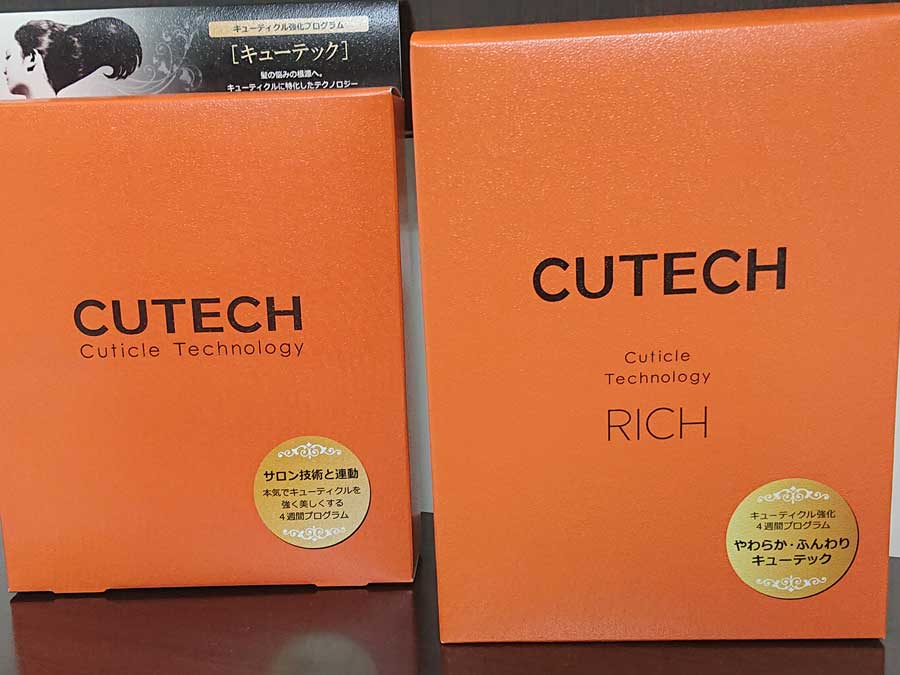 キューティクル強化プログラム
[キューテック]
髪の悩みの根源へ。
キューティクルに特化したテクノロジー
CUTECH
Cuticle Technology
サロン技術と連動
本気でキューティクルを
強く美しくする
4週間プログラム
CUTECH
Cuticle
Technology
RICH
キューティクル強化
4週間プログラム
やわらか・ふんわり
キューテック